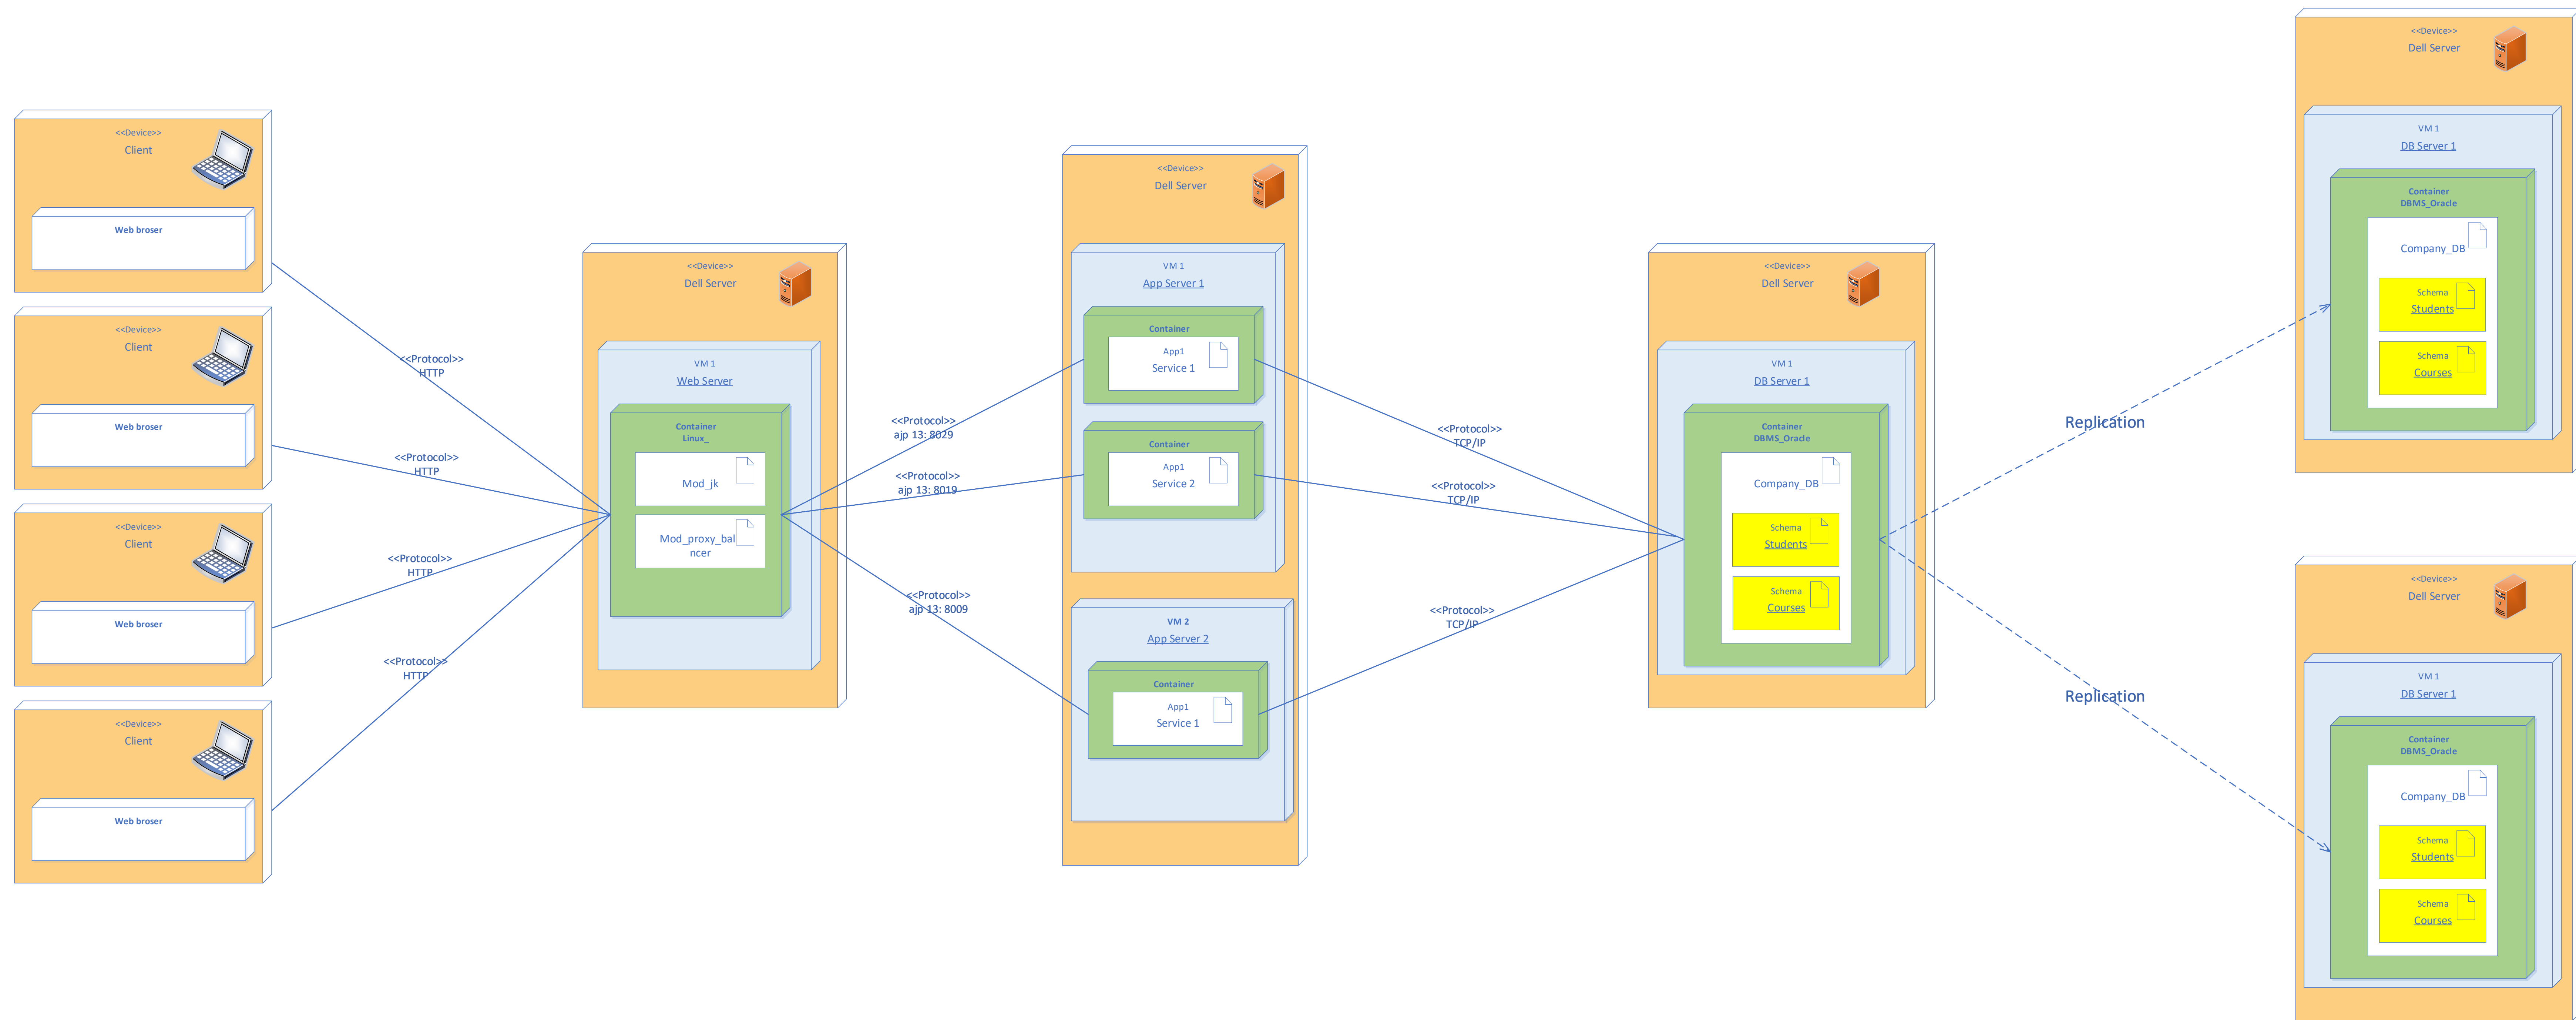 <<Device>>
Client
Web broser
<<Device>>
Client
Web broser
<<Device>>
Client
Web broser
<<Device>>
Client
Web broser
<<Protocol>>
HTTP
<<Protocol>>
HTTP
<<Protocol>>
HTTP
<<Protocol>>
HTTP
<<Device>>
Dell Server
VM 1
Web Server
Container
Linux_
Mod_jk
Mod_proxy_bal
ncer
<<Protocol>>
ajp 13: 8029
<<Protocol>>
ajp 13: 8019
<<Protocol>>
ajp 13: 8009
<<Device>>
Dell Server
VM 1
App Server 1
Container
App1
Service 1
Container
App1
Service 2
VM 2
App Server 2
Container
App1
Service 1
<<Protocol>>
TCP/IP
<<Protocol>>
TCP/IP
<<Protocol>>
TCP/IP
<<Device>>
Dell Server
VM 1
DB Server 1
Container
DBMS_Oracle
Company_DB
Schema
Students
Schema
Courses
Replication
Replication
<<Device>>
Dell Server
VM 1
DB Server 1
Container
DBMS_Oracle
Company_DB
Schema
Students
Schema
Courses
<<Device>>
Dell Server
VM 1
DB Server 1
Container
DBMS_Oracle
Company_DB
Schema
Students
Schema
Courses